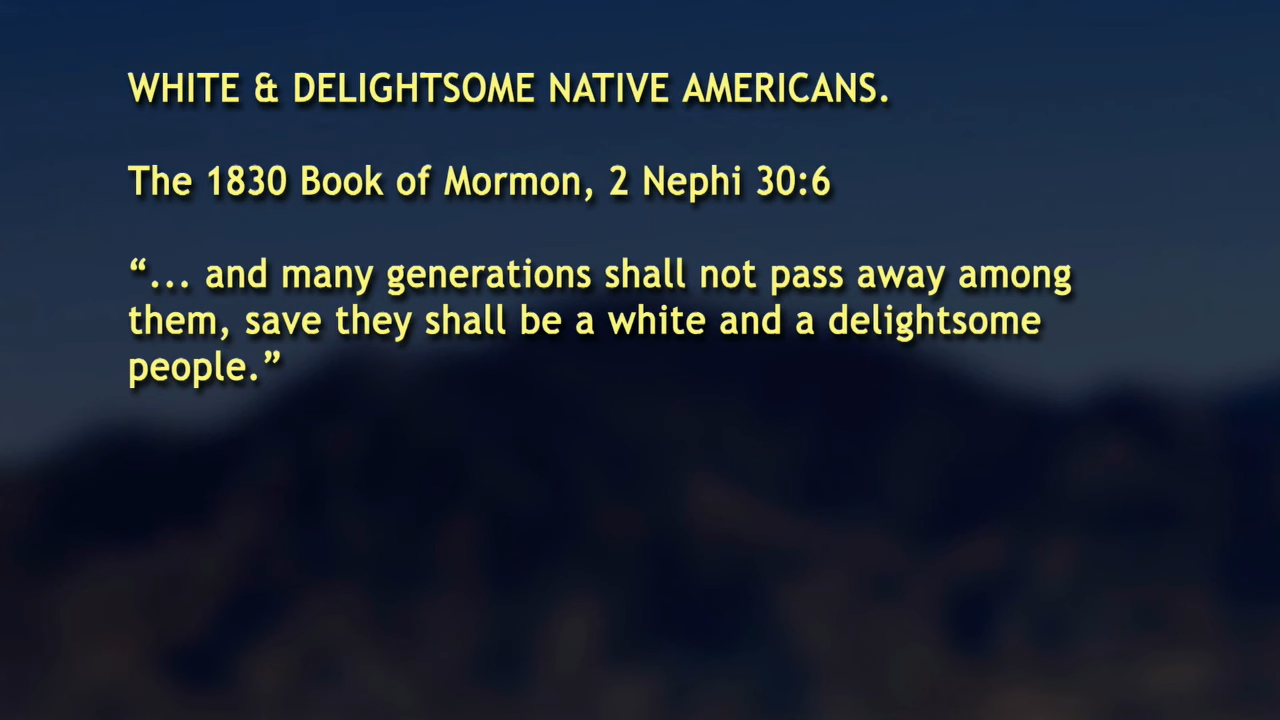 WHITE & DELIGHTSOME NATIVE AMERICANS.
The 1830 Book of Mormon, 2 Nephi 30:6
“... and many generations shall not pass away among
them, save they shall be a white and a delightsome
people.”